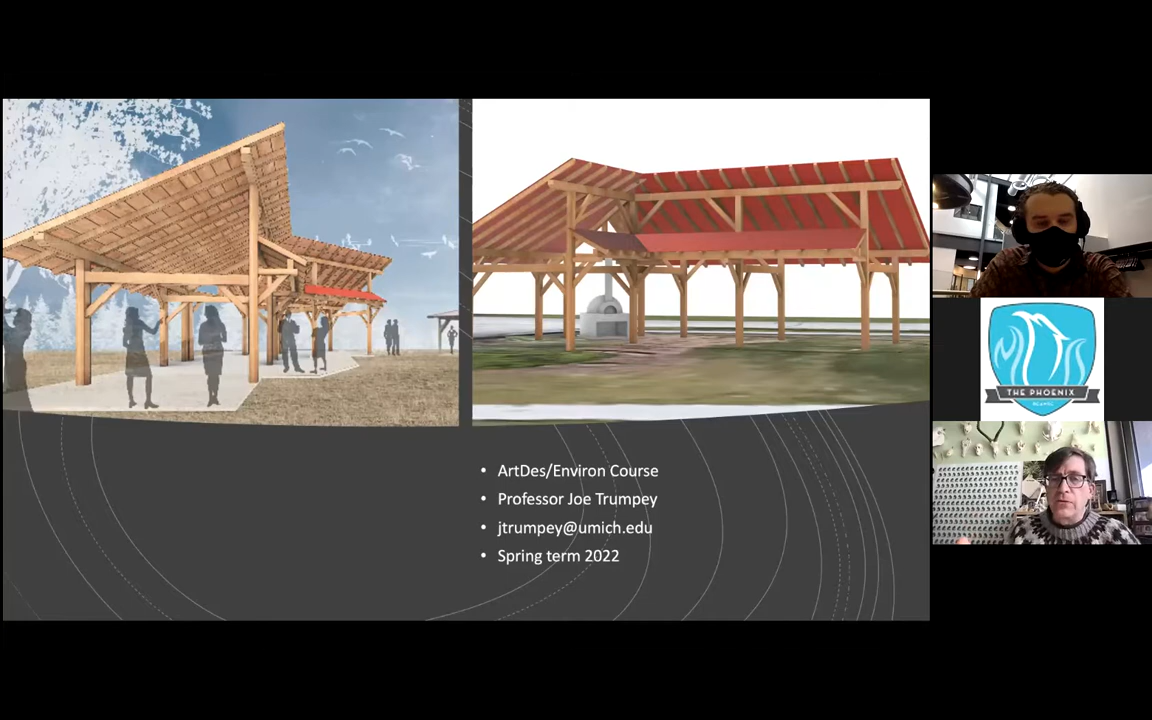 • ArtDes/Environ Course
• Professor Joe Trumpey
• jtrumpey@umich.edu
• Spring term 2022
THE PHOENIX